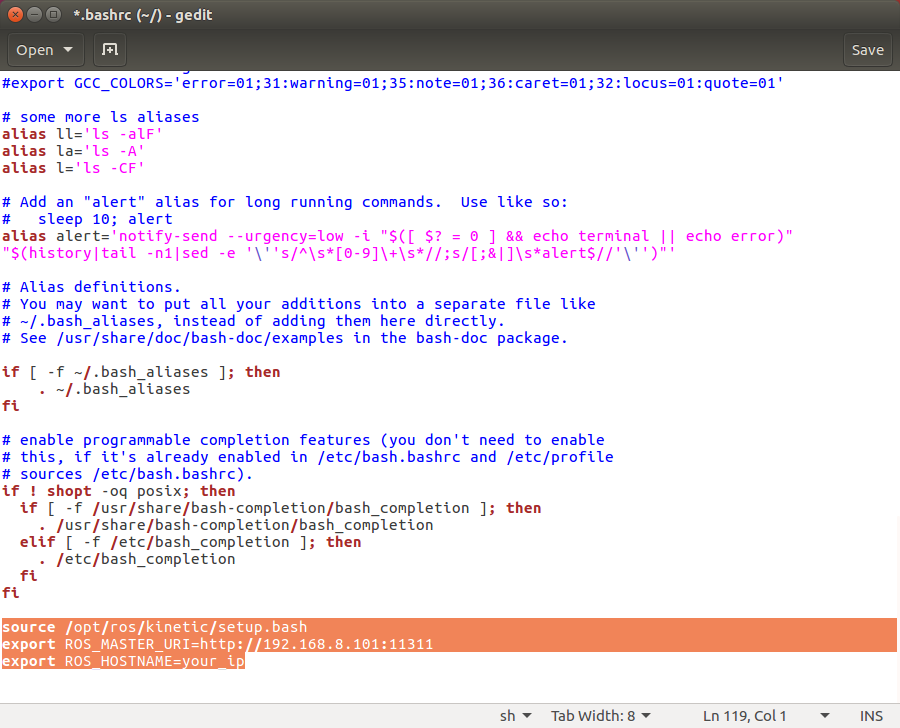 *.bashrc (~/) - gedit
Open
Save
#export GCC_COLORS='error=01;31:warning=01;35:note=01;36:caret=01;32:locus=01:quote=01'
# some more ls aliases
alias ll='ls -alF'
alias la='ls -A'
alias l='ls -CF'
# Add an "alert" alias for long running commands.  Use like so:
#   sleep 10; alert
alias alert='notify-send --urgency=low -i "$([ $? = 0 ] && echo terminal || echo error)"
"$(history|tail -n1|sed -e '\''s/^\s*[0-9]\+\s*//;s/[;&|]\s*alert$//'\'')"'
# Alias definitions.
# You may want to put all your additions into a separate file like
# ~/.bash_aliases, instead of adding them here directly.
# See /usr/share/doc/bash-doc/examples in the bash-doc package.
if [ -f ~/.bash_aliases ]; then
    . ~/.bash_aliases
fi
# enable programmable completion features (you don't need to enable
# this, if it's already enabled in /etc/bash.bashrc and /etc/profile
# sources /etc/bash.bashrc).
if ! shopt -oq posix; then
  if [ -f /usr/share/bash-completion/bash_completion ]; then
    . /usr/share/bash-completion/bash_completion
  elif [ -f /etc/bash_completion ]; then
    . /etc/bash_completion
  fi
fi
source /opt/ros/kinetic/setup.bash
export ROS_MASTER_URI=http://192.168.8.101:11311
export ROS_HOSTNAME=your_ip
sh Tab Width: 8 Ln 119, Col 1 INS